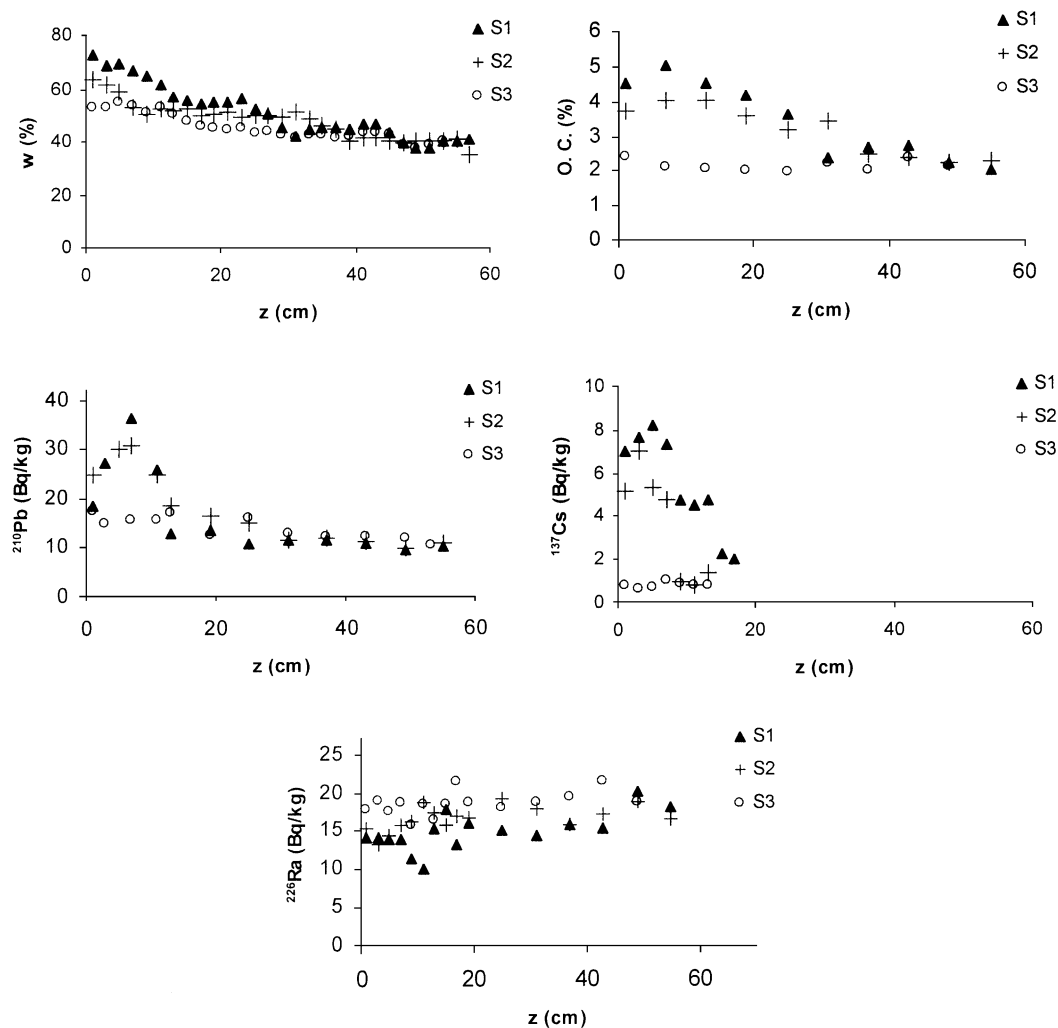 S1
S2
S3
80
60
40
20
0
w (%)
0 20 40 60
z (cm)
S1
S2
S3
6
5
4
3
2
1
0
O. C. (%)
0 20 40 60
z (cm)
S1
S2
S3
40
30
20
10
0
²¹⁰Pb (Bq/kg)
0 20 40 60
z (cm)
S1
S2
S3
10
8
6
4
2
0
¹³⁷Cs (Bq/kg)
0 20 40 60
z (cm)
S1
S2
S3
25
20
15
10
5
0
²²⁶Ra (Bq/kg)
0 20 40 60
z (cm)